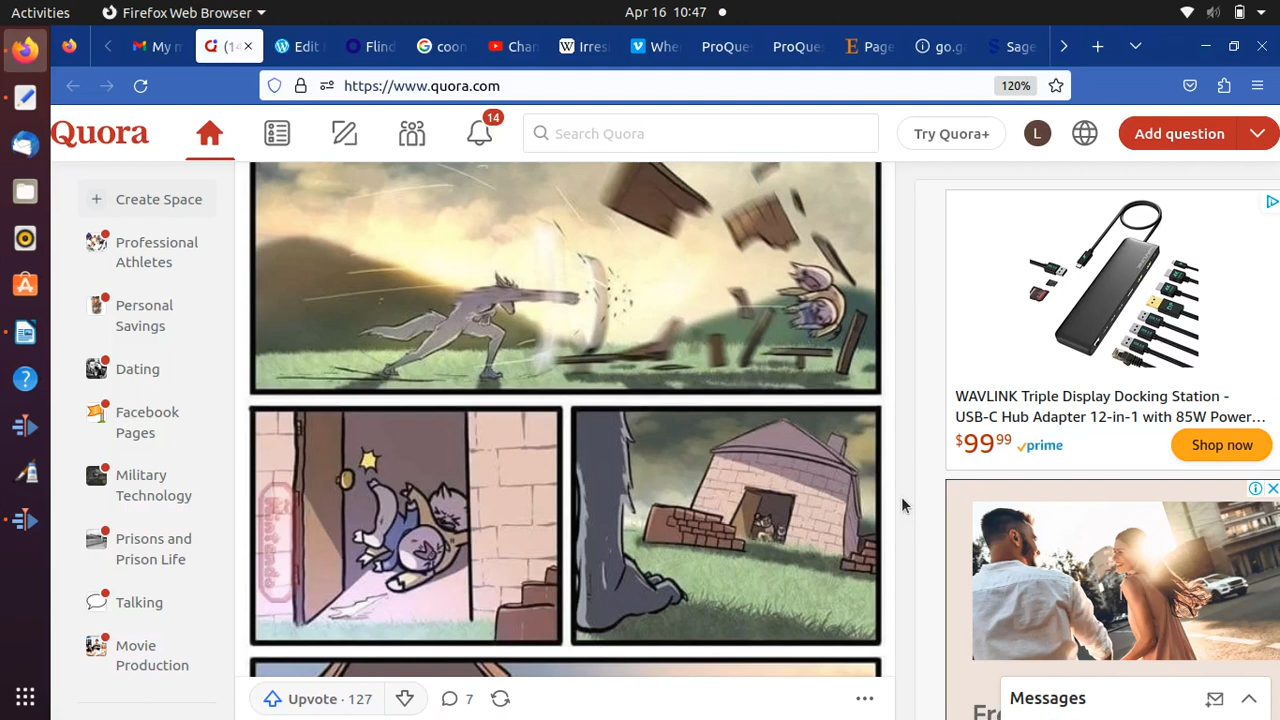 Activities
Firefox Web Browser
Apr 16 10:47
My m
(14
Edit
Flind
coon
Chan
Irres
Whe
ProQue
ProQue
Page
go.g
Sage
https://www.quora.com
120%
Quora
14
Search Quora
Try Quora+
L
Add question
Create Space
Professional
Athletes
Personal
Savings
Dating
Facebook
Pages
Military
Technology
Prisons and
Prison Life
Talking
Movie
Production
Upvote · 127
7
WAVLINK Triple Display Docking Station -
USB-C Hub Adapter 12-in-1 with 85W Power...
$99 99 prime
Shop now
Messages